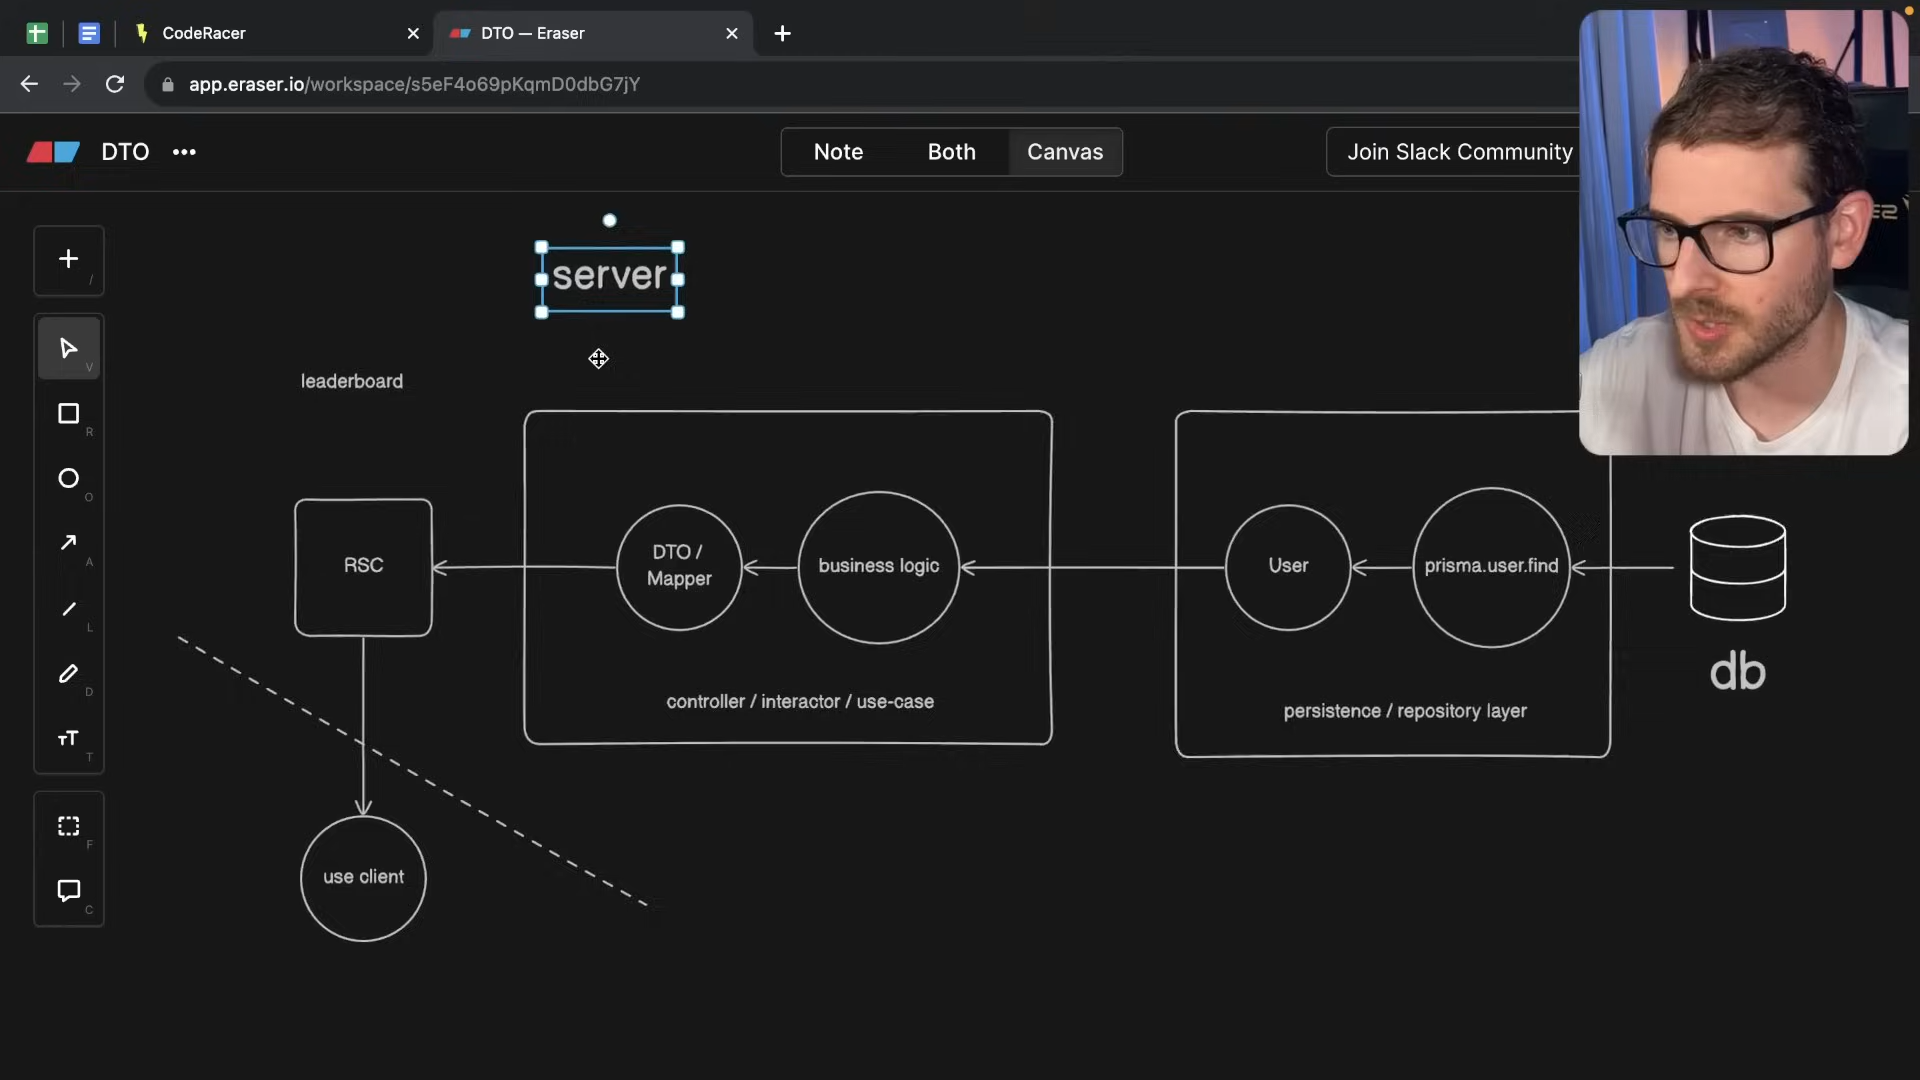 CodeRacer
DTO — Eraser
app.eraser.io/workspace/s5eF4o69pKqmD0dbG7jY
DTO
Note
Both
Canvas
Join Slack Community
/
V
R
O
A
L
D
T
F
C
server
leaderboard
RSC
DTO /
Mapper
business logic
controller / interactor / use-case
User
prisma.user.find
persistence / repository layer
db
use client